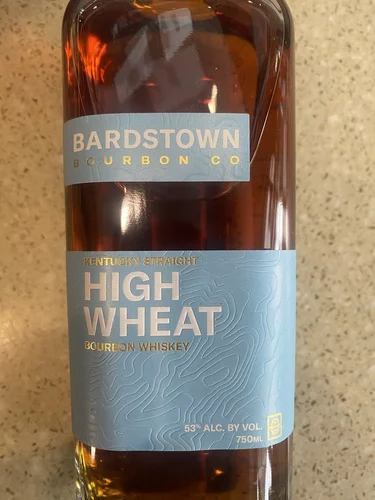 BARDSTOWN
BOURBON CO
KENTUCKY STRAIGHT
HIGH
WHEAT
BOURBON WHISKEY
53% ALC. BY VOL.
750ML